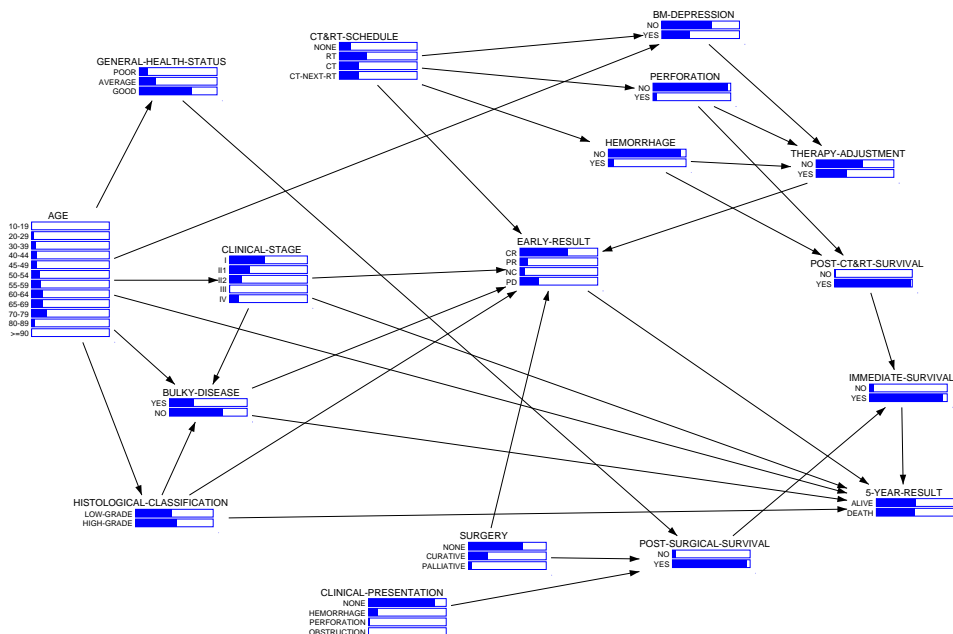 BM-DEPRESSION
NO
YES
CT&RT-SCHEDULE
NONE
RT
CT
CT-NEXT-RT
GENERAL-HEALTH-STATUS
POOR
AVERAGE
GOOD
PERFORATION
NO
YES
HEMORRHAGE
NO
YES
THERAPY-ADJUSTMENT
NO
YES
AGE
10-19
20-29
30-39
40-44
45-49
50-54
55-59
60-64
65-69
70-79
80-89
>=90
CLINICAL-STAGE
I
II1
II2
III
IV
EARLY-RESULT
CR
PR
NC
PD
POST-CT&RT-SURVIVAL
NO
YES
BULKY-DISEASE
YES
NO
IMMEDIATE-SURVIVAL
NO
YES
HISTOLOGICAL-CLASSIFICATION
LOW-GRADE
HIGH-GRADE
5-YEAR-RESULT
ALIVE
DEATH
SURGERY
NONE
CURATIVE
PALLIATIVE
POST-SURGICAL-SURVIVAL
NO
YES
CLINICAL-PRESENTATION
NONE
HEMORRHAGE
PERFORATION
OBSTRUCTION